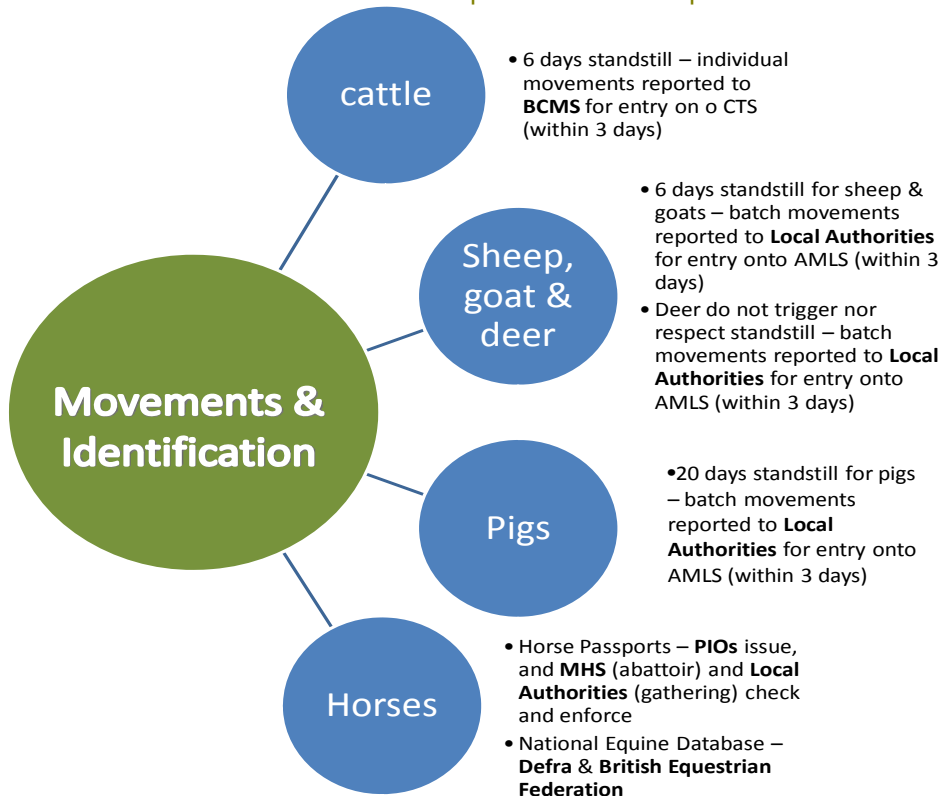 cattle
• 6 days standstill – individual
movements reported to
BCMS for entry on o CTS
(within 3 days)
Sheep,
goat &
deer
• 6 days standstill for sheep &
goats – batch movements
reported to Local Authorities
for entry onto AMLS (within 3
days)
• Deer do not trigger nor
respect standstill – batch
movements reported to Local
Authorities for entry onto
AMLS (within 3 days)
Movements &
Identification
Pigs
•20 days standstill for pigs
– batch movements
reported to Local
Authorities for entry onto
AMLS (within 3 days)
Horses
• Horse Passports – PIOs issue,
and MHS (abattoir) and Local
Authorities (gathering) check
and enforce
• National Equine Database –
Defra & British Equestrian
Federation